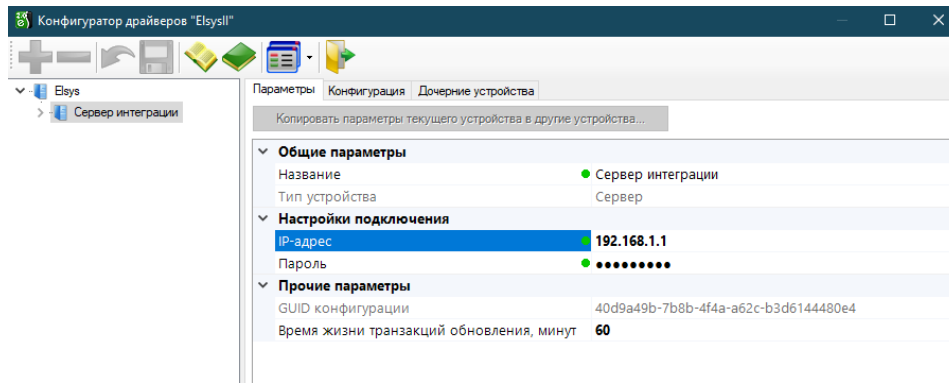 Конфигуратор драйверов "ElsysII"
Elsys
Сервер интеграции
Параметры Конфигурация Дочерние устройства
Копировать параметры текущего устройства в другие устройства...
Общие параметры
Название Сервер интеграции
Тип устройства Сервер
Настройки подключения
IP-адрес 192.168.1.1
Пароль ●●●●●●●●●
Прочие параметры
GUID конфигурации 40d9a49b-7b8b-4f4a-a62c-b3d6144480e4
Время жизни транзакций обновления, минут 60